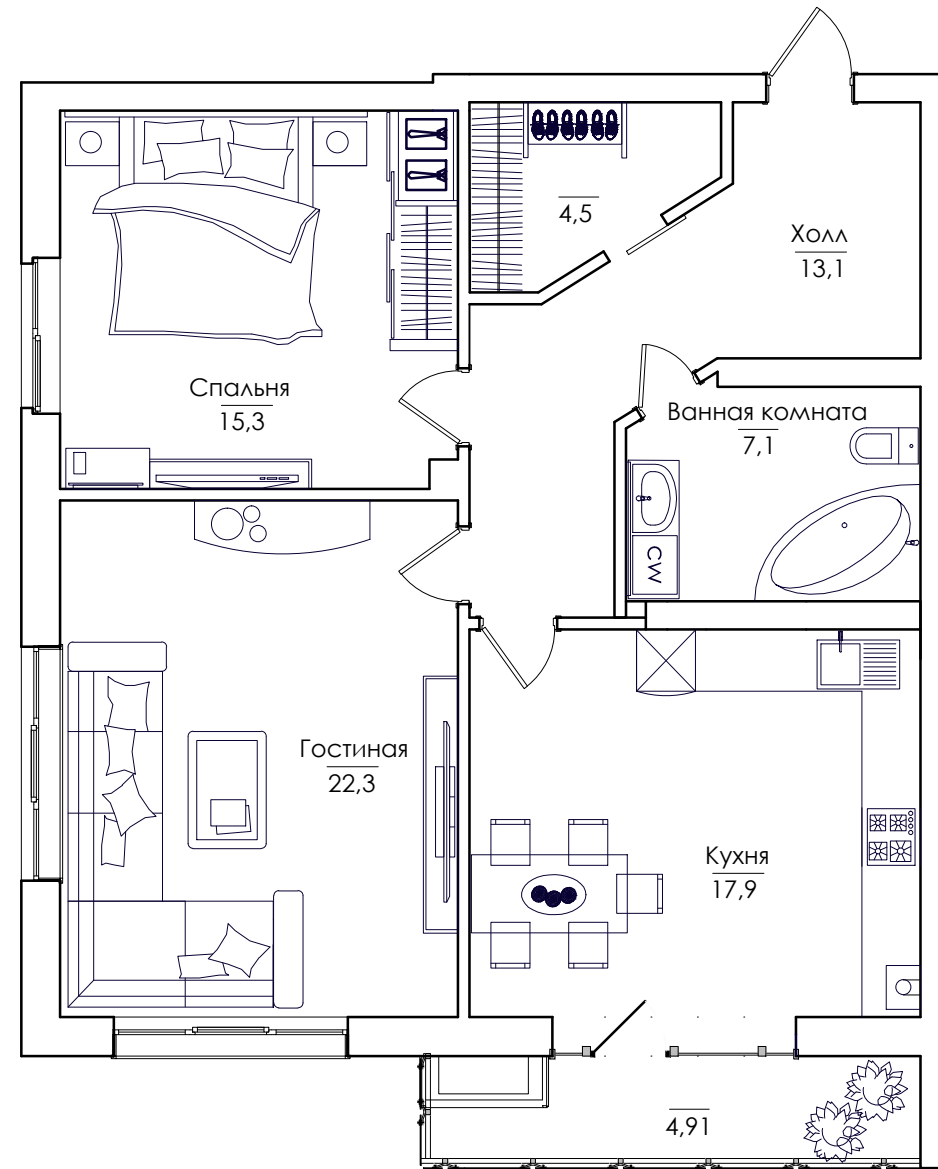 4,5
Холл
13,1
Спальня
15,3
Ванная комната
7,1
CW
Гостиная
22,3
Кухня
17,9
4,91